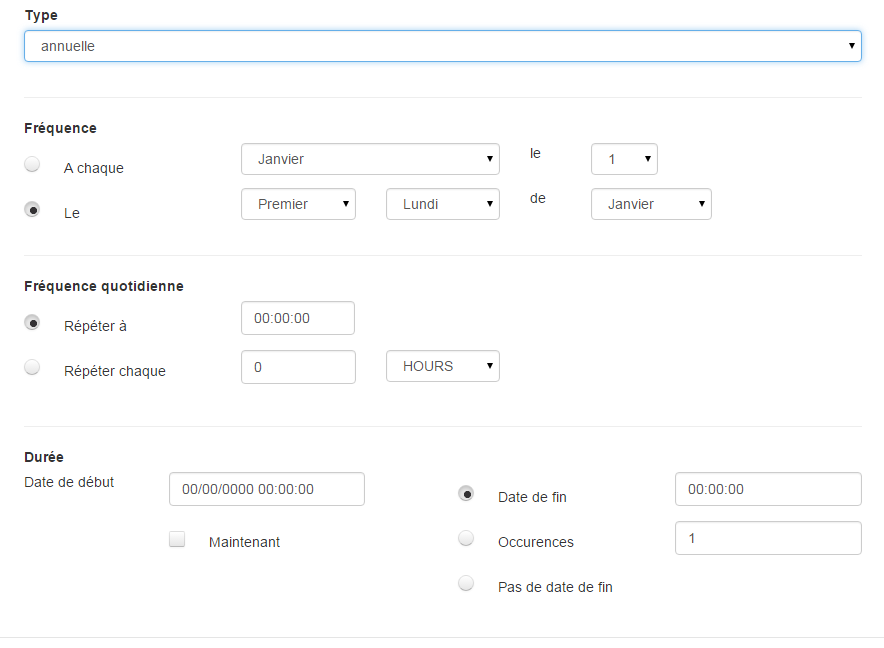 Type
annuelle
Fréquence
A chaque Janvier le 1
Le Premier Lundi de Janvier
Fréquence quotidienne
Répéter à 00:00:00
Répéter chaque 0 HOURS
Durée
Date de début 00/00/0000 00:00:00 Date de fin 00:00:00
Maintenant Occurences 1
Pas de date de fin